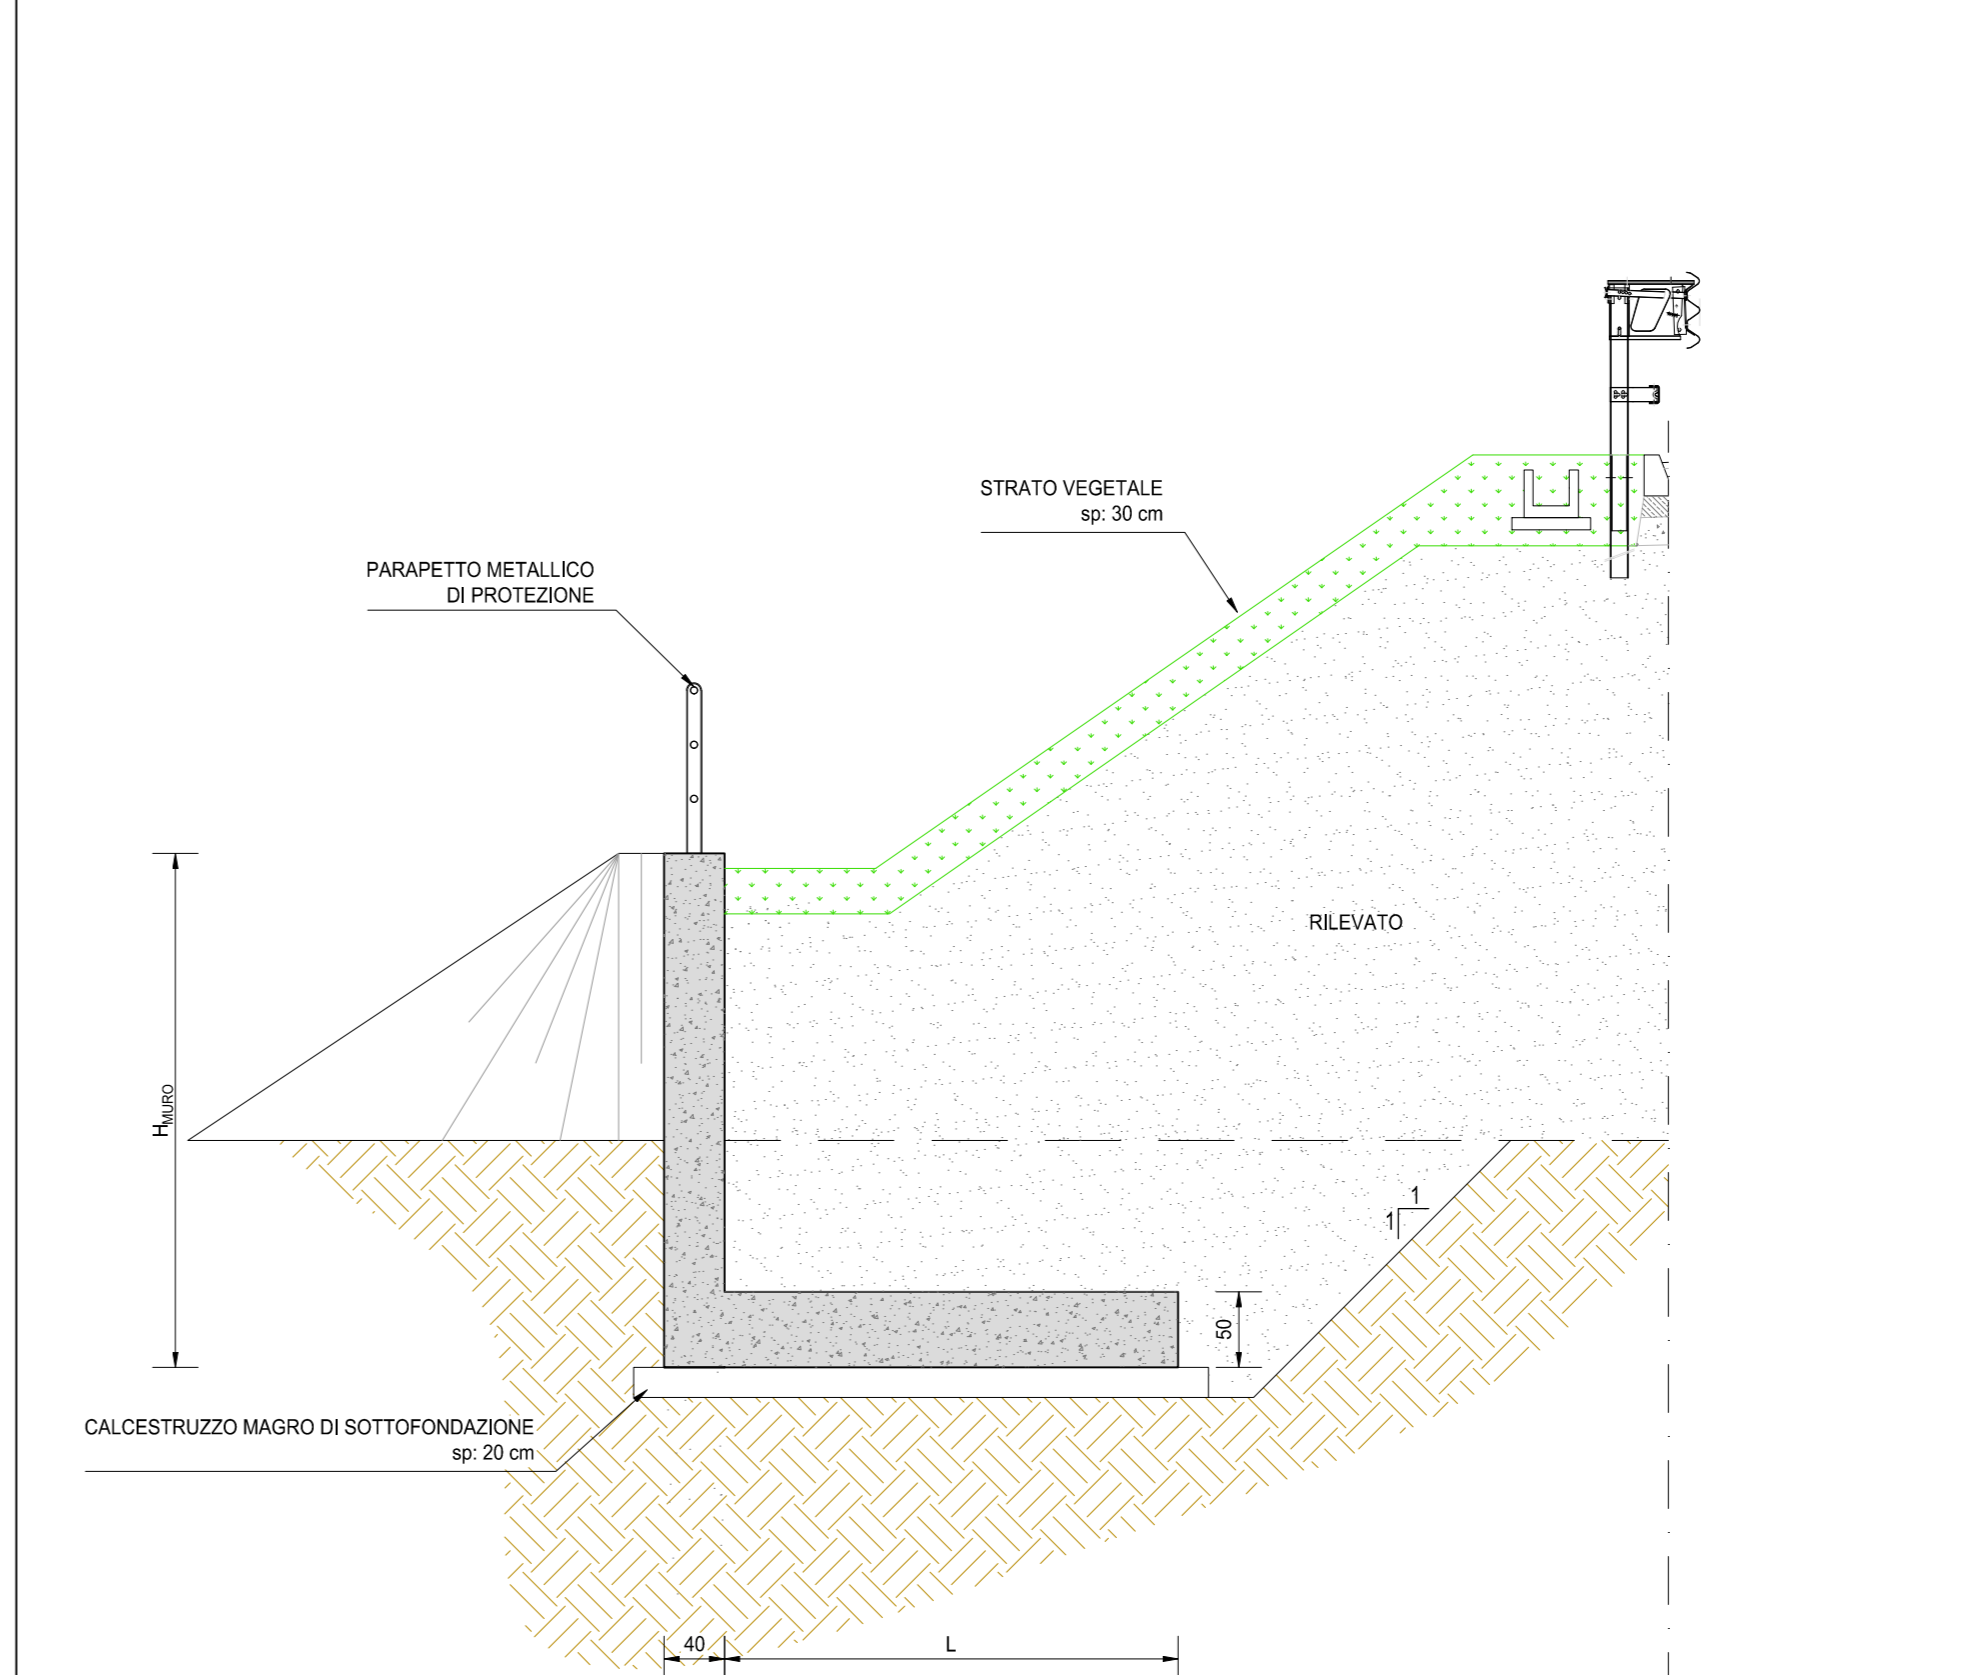 STRATO VEGETALE
sp: 30 cm
PARAPETTO METALLICO
DI PROTEZIONE
RILEVATO
HMURO
1
1
50
CALCESTRUZZO MAGRO DI SOTTOFONDAZIONE
sp: 20 cm
40
L